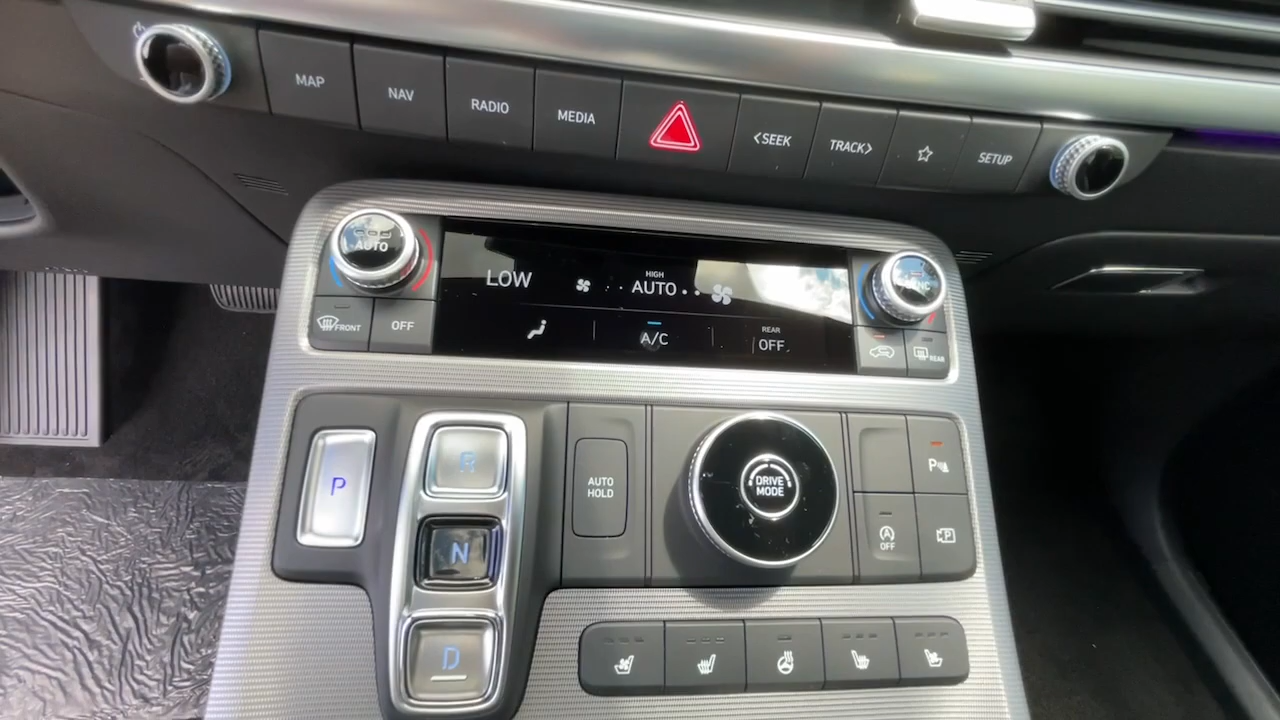 MAP
NAV
RADIO
MEDIA
<SEEK
TRACK>
SETUP
AUTO
LOW
HIGH
AUTO
SYNC
FRONT
OFF
A/C
REAR
OFF
REAR
P
R
N
D
AUTO
HOLD
DRIVE
MODE
P
A
OFF
P